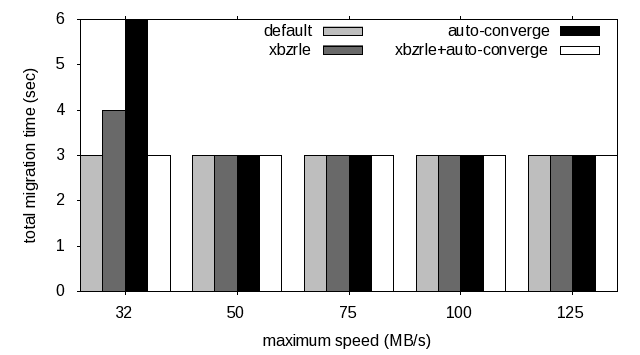 default
auto-converge
xbzrle
xbzrle+auto-converge
total migration time (sec)
6
5
4
3
2
1
0
32
50
75
100
125
maximum speed (MB/s)